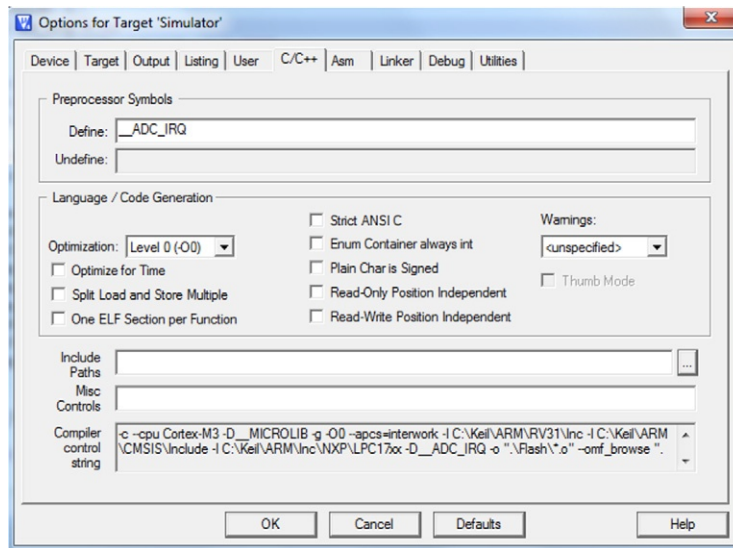 Options for Target 'Simulator'
Device Target Output Listing User C/C++ Asm Linker Debug Utilities
Preprocessor Symbols
Define: __ADC_IRQ
Undefine:
Language / Code Generation
Strict ANSI C
Warnings:
Optimization: Level 0 (-O0)
Enum Container always int
<unspecified>
Optimize for Time
Plain Char is Signed
Thumb Mode
Split Load and Store Multiple
Read-Only Position Independent
One ELF Section per Function
Read-Write Position Independent
Include
Paths
...
Misc
Controls
Compiler
control
string
-c --cpu Cortex-M3 -D__MICROLIB -g -O0 --apcs=interwork -I C:\Keil\ARM\RV31\Inc -I C:\Keil\ARM
\CMSIS\Include -I C:\Keil\ARM\Inc\NXP\LPC17xx -D__ADC_IRQ -o ".\Flash\*.o" --omf_browse ".
OK Cancel Defaults Help